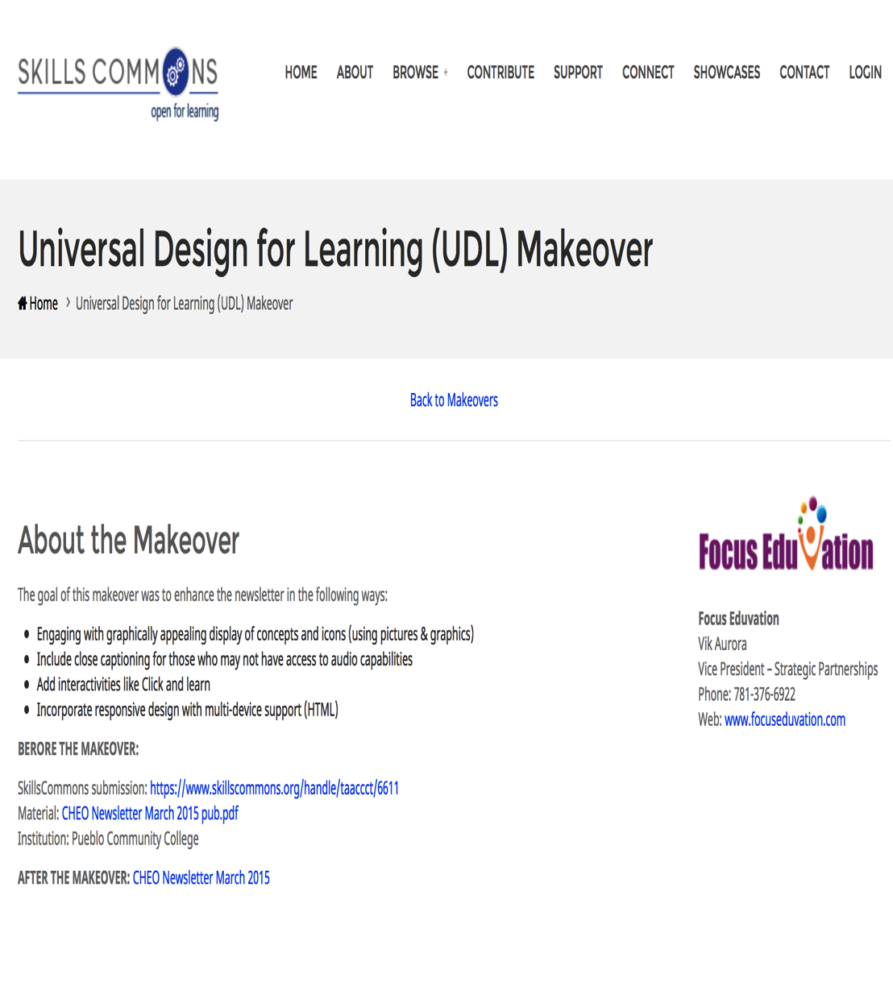 SKILLS COMMONS
open for learning
HOME ABOUT BROWSE + CONTRIBUTE SUPPORT CONNECT SHOWCASES CONTACT LOGIN
Universal Design for Learning (UDL) Makeover
Home › Universal Design for Learning (UDL) Makeover
Back to Makeovers
About the Makeover
The goal of this makeover was to enhance the newsletter in the following ways:
• Engaging with graphically appealing display of concepts and icons (using pictures & graphics)
• Include close captioning for those who may not have access to audio capabilities
• Add interactivities like Click and learn
• Incorporate responsive design with multi-device support (HTML)
BERORE THE MAKEOVER:
SkillsCommons submission: https://www.skillscommons.org/handle/taaccct/6611
Material: CHEO Newsletter March 2015 pub.pdf
Institution: Pueblo Community College
AFTER THE MAKEOVER: CHEO Newsletter March 2015
Focus Eduvation
Focus Eduvation
Vik Aurora
Vice President – Strategic Partnerships
Phone: 781-376-6922
Web: www.focuseduvation.com